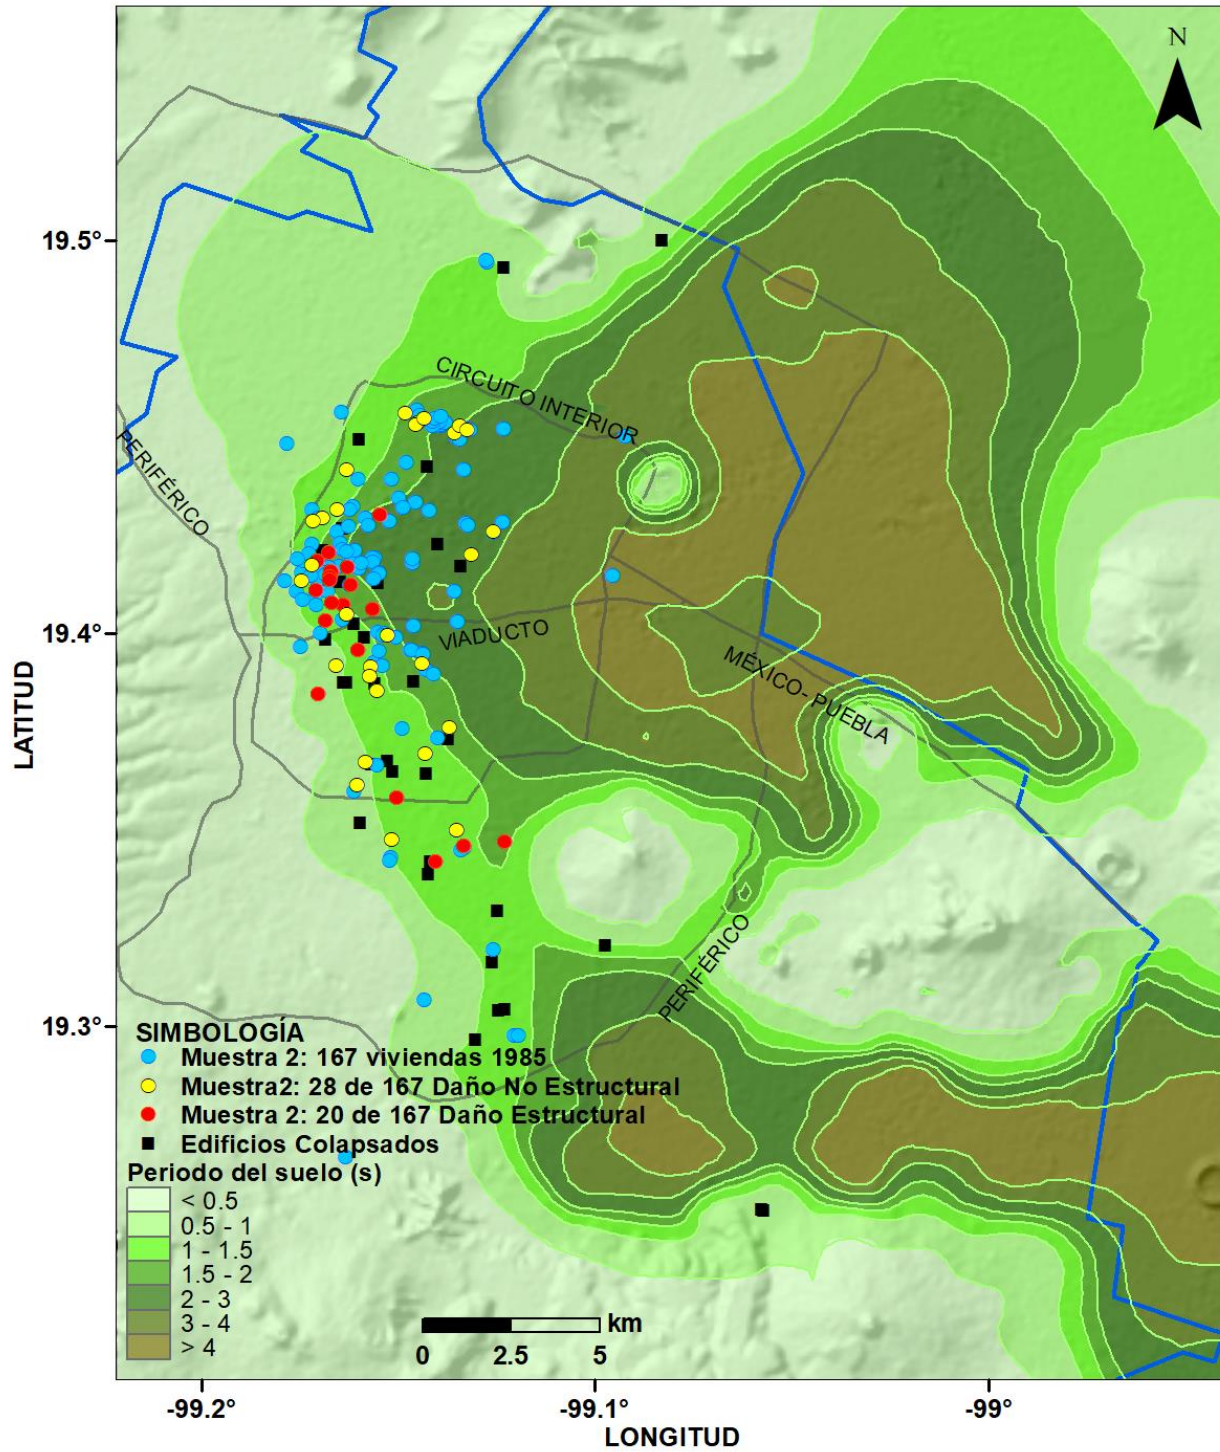 N
19.5°
CIRCUITO INTERIOR
PERIFÉRICO
19.4°
VIADUCTO
MÉXICO- PUEBLA
LATITUD
PERIFÉRICO
19.3°
SIMBOLOGÍA
Muestra 2: 167 viviendas 1985
Muestra2: 28 de 167 Daño No Estructural
Muestra 2: 20 de 167 Daño Estructural
Edificios Colapsados
Periodo del suelo (s)
< 0.5
0.5 - 1
1 - 1.5
1.5 - 2
2 - 3
3 - 4
> 4
km
0 2.5 5
-99.2° -99.1° -99°
LONGITUD